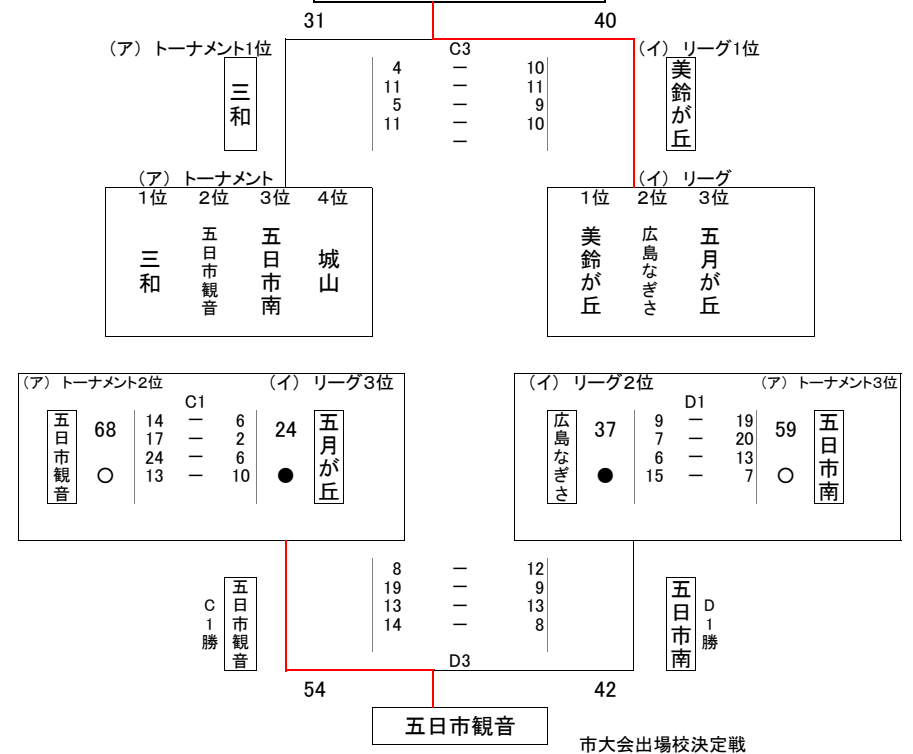 31 40
(ア) トーナメント1位 C3 (イ) リーグ1位
三和 4 ー 10 美鈴が丘
11 ー 11
5 ー 9
11 ー 10
ー
(ア) トーナメント (イ) リーグ
1位 2位 3位 4位 1位 2位 3位
三和 五日市観音 五日市南 城山 美鈴が丘 広島なぎさ 五月が丘
(ア) トーナメント2位 (イ) リーグ3位
C1
五日市観音 68 ○ 24 ● 五月が丘
14 ー 6
17 ー 2
24 ー 6
13 ー 10
(イ) リーグ2位 (ア) トーナメント3位
D1
広島なぎさ 37 ● 59 ○ 五日市南
9 ー 19
7 ー 20
6 ー 13
15 ー 7
C1勝 五日市観音 五日市南 D1勝
8 ー 12
19 ー 9
13 ー 13
14 ー 8
D3
54 42
五日市観音
市大会出場校決定戦